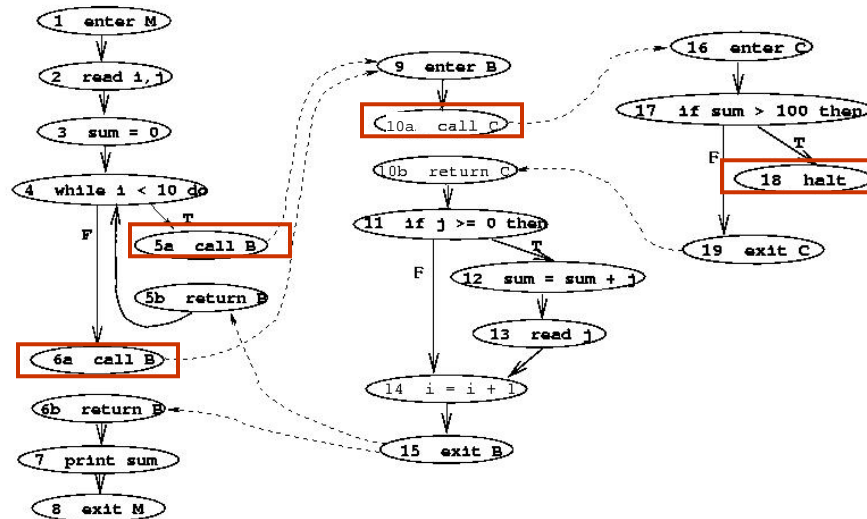 1 enter M
2 read i,j
3 sum = 0
4 while i < 10 do
T
F
5a call B
5b return B
6a call B
6b return B
7 print sum
8 exit M
9 enter B
10a call C
10b return C
11 if j >= 0 then
T
F
12 sum = sum + j
13 read j
14 i = i + 1
15 exit B
16 enter C
17 if sum > 100 then
T
F
18 halt
19 exit C